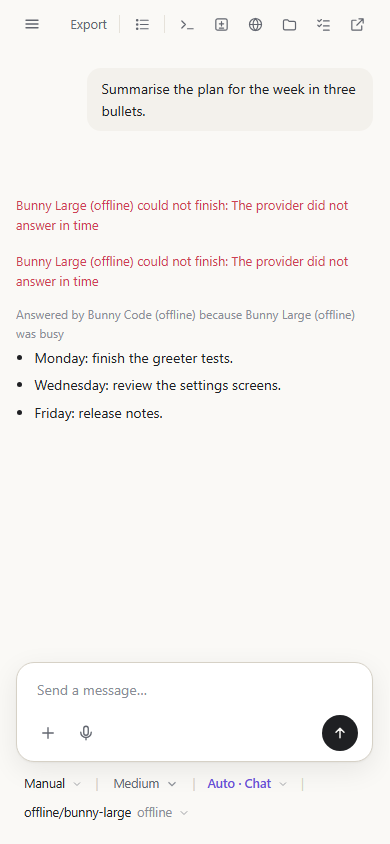 Export
Summarise the plan for the week in three
bullets.
Bunny Large (offline) could not finish: The provider did not
answer in time
Bunny Large (offline) could not finish: The provider did not
answer in time
Answered by Bunny Code (offline) because Bunny Large (offline)
was busy
• Monday: finish the greeter tests.
• Wednesday: review the settings screens.
• Friday: release notes.
Send a message...
Manual | Medium | Auto · Chat |
offline/bunny-large offline